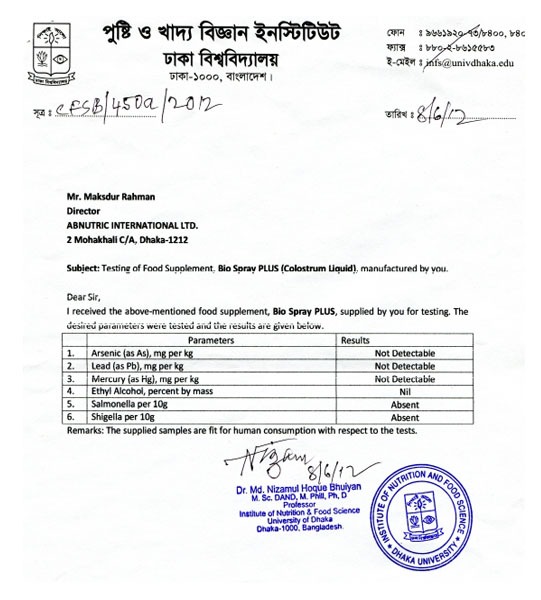 পুষ্টি ও খাদ্য বিজ্ঞান ইনস্টিটিউট
ঢাকা বিশ্ববিদ্যালয়
ঢাকা-১০০০, বাংলাদেশ।
ফোন : ৯৬৬১৯২০-৭৩/৮৪০০, ৮৪০
ফ্যাক্স : ৮৮০-২-৮৬১৫৫৮৩
ই-মেইল : infs@univdhaka.edu
সূত্র :
তারিখ : 8/6/12
Mr. Maksdur Rahman
Director
ABNUTRIC INTERNATIONAL LTD.
2 Mohakhali C/A, Dhaka-1212
Subject: Testing of Food Supplement, Bio Spray PLUS (Colostrum Liquid), manufactured by you.
Dear Sir,
I received the above-mentioned food supplement, Bio Spray PLUS, supplied by you for testing. The
desired parameters were tested and the results are given below.
Parameters Results
1. Arsenic (as As), mg per kg Not Detectable
2. Lead (as Pb), mg per kg Not Detectable
3. Mercury (as Hg), mg per kg Not Detectable
4. Ethyl Alcohol, percent by mass Nil
5. Salmonella per 10g Absent
6. Shigella per 10g Absent
Remarks: The supplied samples are fit for human consumption with respect to the tests.
Nizam
8/6/12
Dr. Md. Nizamul Hoque Bhuiyan
M. Sc. DAND, M. Phill, Ph, D
Professor
Institute of Nutrition & Food Science
University of Dhaka
Dhaka-1000, Bangladesh.
INSTITUTE OF NUTRITION AND FOOD SCIENCE
DHAKA UNIVERSITY